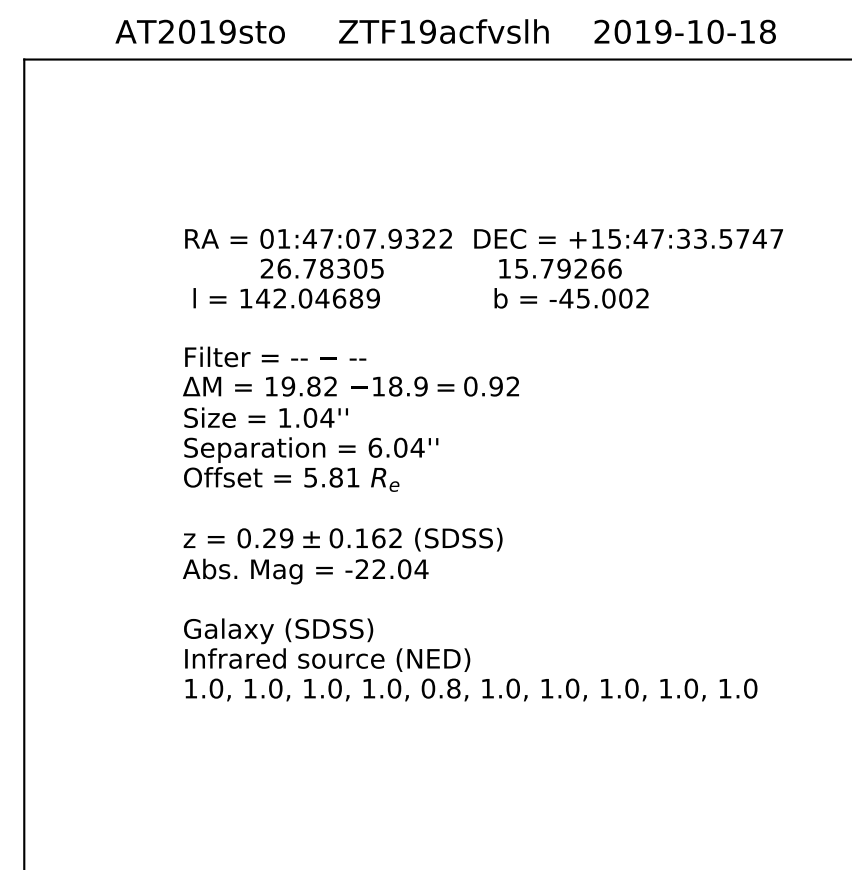 AT2019sto ZTF19acfvslh 2019-10-18
RA = 01:47:07.9322 DEC = +15:47:33.5747
26.78305 15.79266
l = 142.04689 b = -45.002
Filter = -- − --
ΔM = 19.82 −18.9 = 0.92
Size = 1.04''
Separation = 6.04''
Offset = 5.81 Rₑ
z = 0.29 ± 0.162 (SDSS)
Abs. Mag = -22.04
Galaxy (SDSS)
Infrared source (NED)
1.0, 1.0, 1.0, 1.0, 0.8, 1.0, 1.0, 1.0, 1.0, 1.0